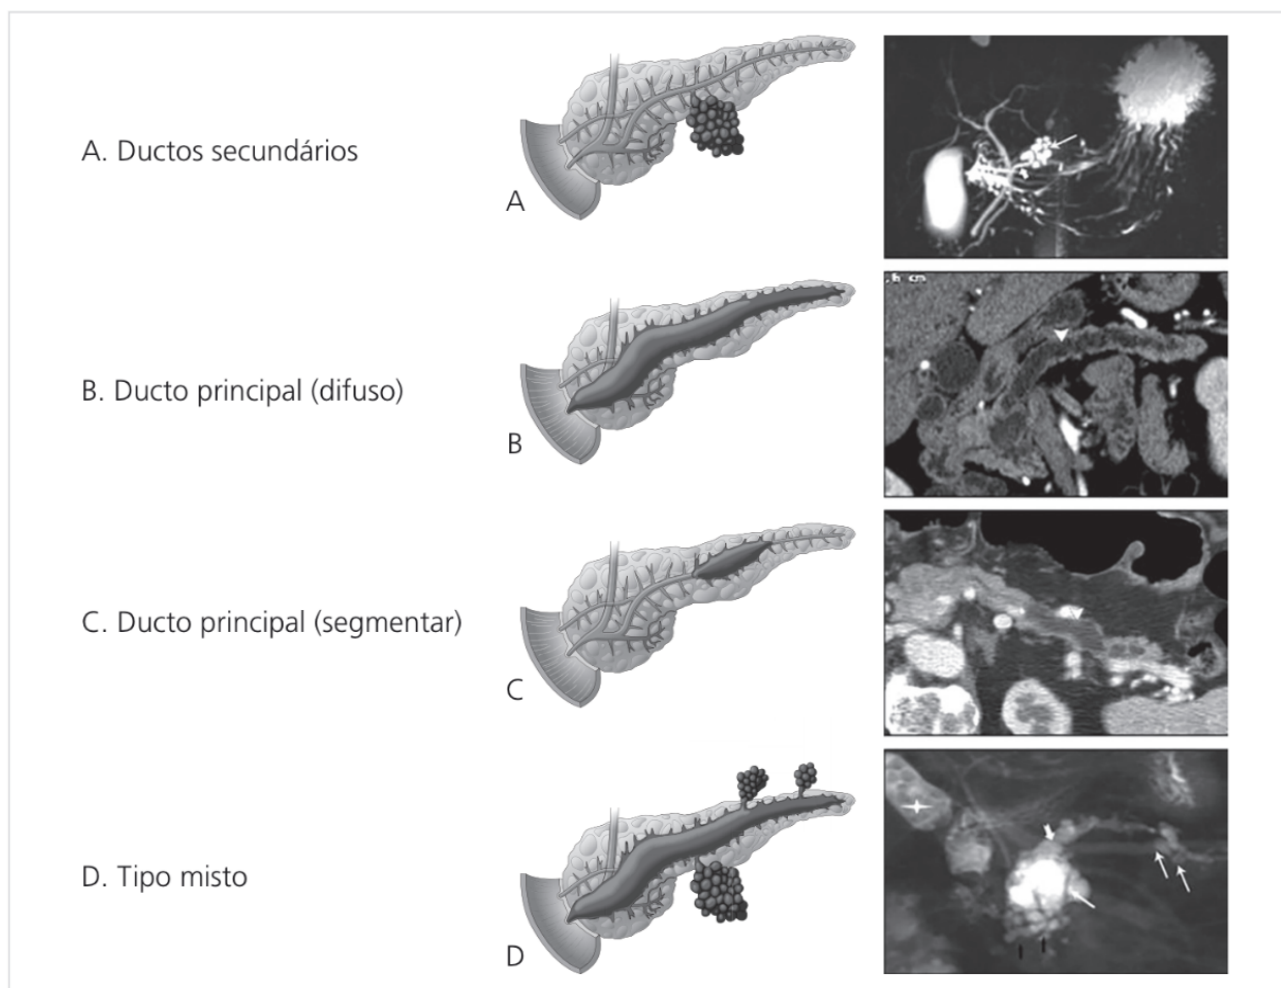 A. Ductos secundários
A
B. Ducto principal (difuso)
B
C. Ducto principal (segmentar)
C
D. Tipo misto
D